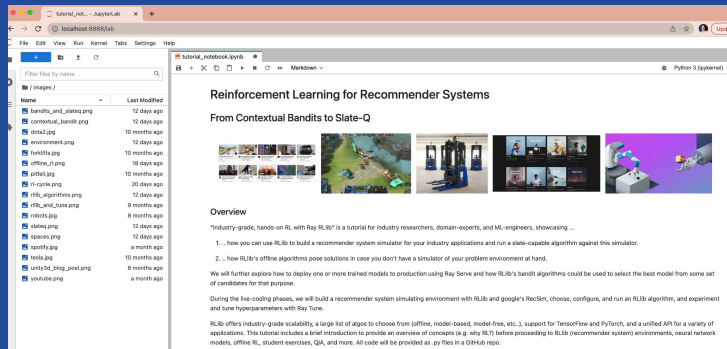 tutorial_not... - JupyterLab
localhost:8888/lab
File Edit View Run Kernel Tabs Settings Help
tutorial_notebook.ipynb
Filter files by name
Markdown
Python 3 (ipykernel)
/ images /
Name Last Modified
bandits_and_slateq.png 12 days ago
contextual_bandit.png 12 days ago
dota2.jpg 10 months ago
environment.png 12 days ago
forklifts.jpg 10 months ago
offline_rl.png 18 days ago
pitfall.jpg 10 months ago
rl-cycle.png 20 days ago
rllib_algorithms.png 12 days ago
rllib_and_tune.png 9 months ago
robots.jpg 8 months ago
slateq.png 12 days ago
spaces.png 12 days ago
spotify.jpg a month ago
tesla.jpg 10 months ago
unity3d_blog_post.png 8 months ago
youtube.png a month ago
Reinforcement Learning for Recommender Systems
From Contextual Bandits to Slate-Q
Overview
"Industry-grade, hands-on RL with Ray RLlib" is a tutorial for industry researchers, domain-experts, and ML-engineers, showcasing ...
1. .. how you can use RLlib to build a recommender system simulator for your industry applications and run a slate-capable algorithm against this simulator.
2. .. how RLlib's offline algorithms pose solutions in case you don't have a simulator of your problem environment at hand.
We will further explore how to deploy one or more trained models to production using Ray Serve and how RLlib's bandit algorithms could be used to select the best model from some set
of candidates for that purpose.
During the live-coding phases, we will build a recommender system simulating environment with RLlib and google's RecSim, choose, configure, and run an RLlib algorithm, and experiment
and tune hyperparameters with Ray Tune.
RLlib offers industry-grade scalability, a large list of algos to choose from (offline, model-based, model-free, etc..), support for TensorFlow and PyTorch, and a unified API for a variety of
applications. This tutorial includes a brief introduction to provide an overview of concepts (e.g. why RL?) before proceeding to RLlib (recommender system) environments, neural network
models, offline RL, student exercises, Q/A, and more. All code will be provided as .py files in a GitHub repo.